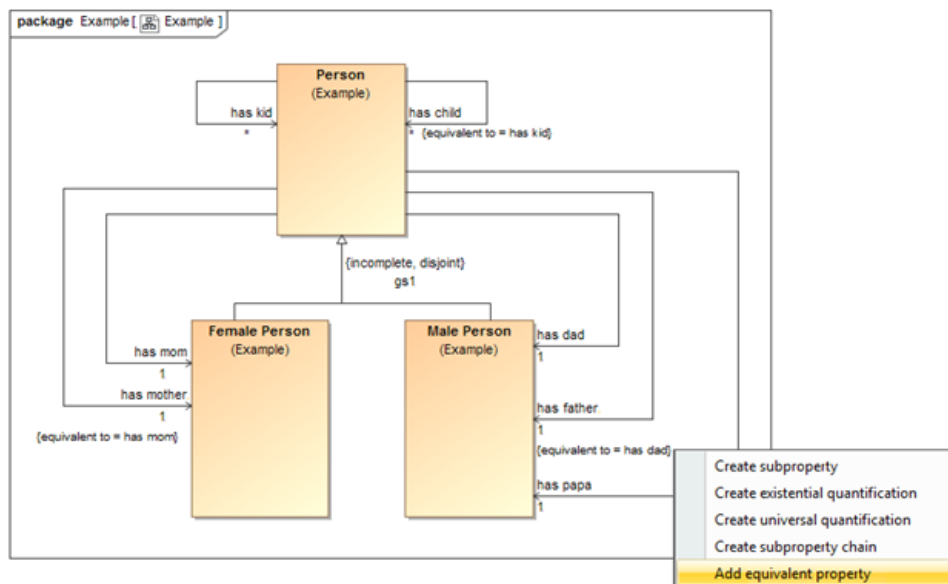 package Example [ Example ]
Person
(Example)
has kid
*
has child
* {equivalent to = has kid}
{incomplete, disjoint}
gs1
Female Person
(Example)
Male Person
(Example)
has mom
1
has mother
1
{equivalent to = has mom}
has dad
1
has father
1
{equivalent to = has dad}
has papa
1
Create subproperty
Create existential quantification
Create universal quantification
Create subproperty chain
Add equivalent property